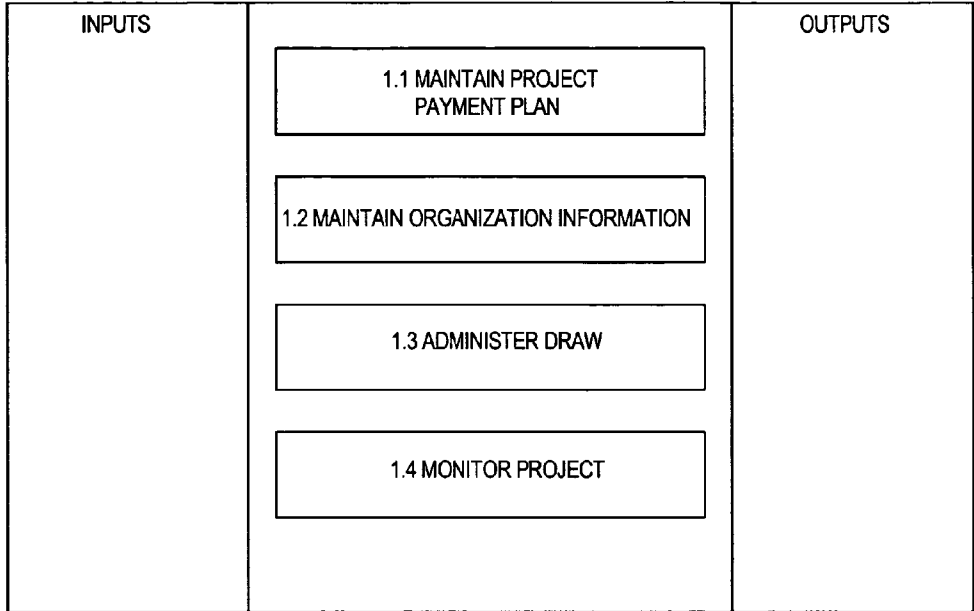 INPUTS
OUTPUTS
1.1 MAINTAIN PROJECT
PAYMENT PLAN
1.2 MAINTAIN ORGANIZATION INFORMATION
1.3 ADMINISTER DRAW
1.4 MONITOR PROJECT